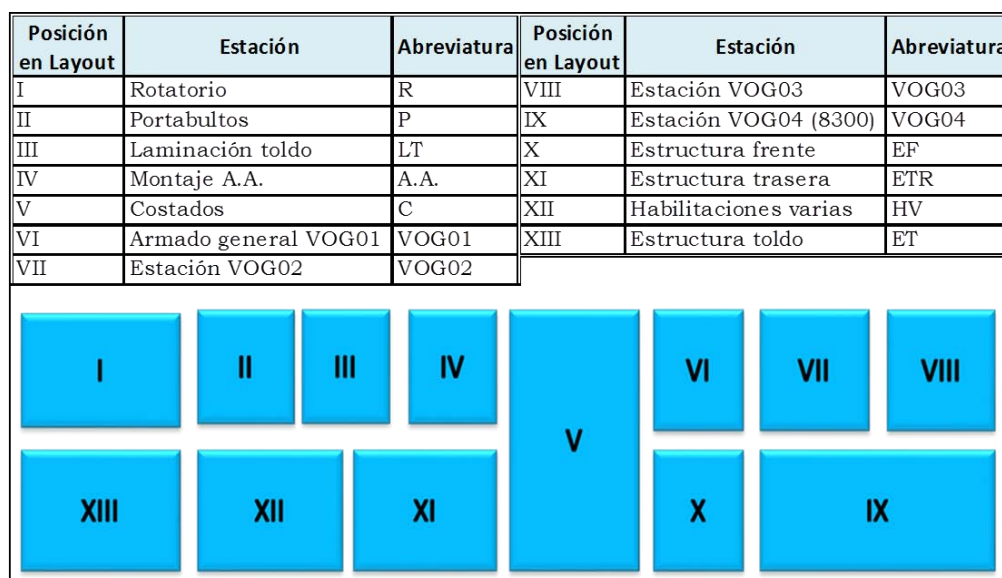 Posición en Layout Estación Abreviatura Posición en Layout Estación Abreviatura
I Rotatorio R VIII Estación VOG03 VOG03
II Portabultos P IX Estación VOG04 (8300) VOG04
III Laminación toldo LT X Estructura frente EF
IV Montaje A.A. A.A. XI Estructura trasera ETR
V Costados C XII Habilitaciones varias HV
VI Armado general VOG01 VOG01 XIII Estructura toldo ET
VII Estación VOG02 VOG02
I II III IV V VI VII VIII
XIII XII XI X IX